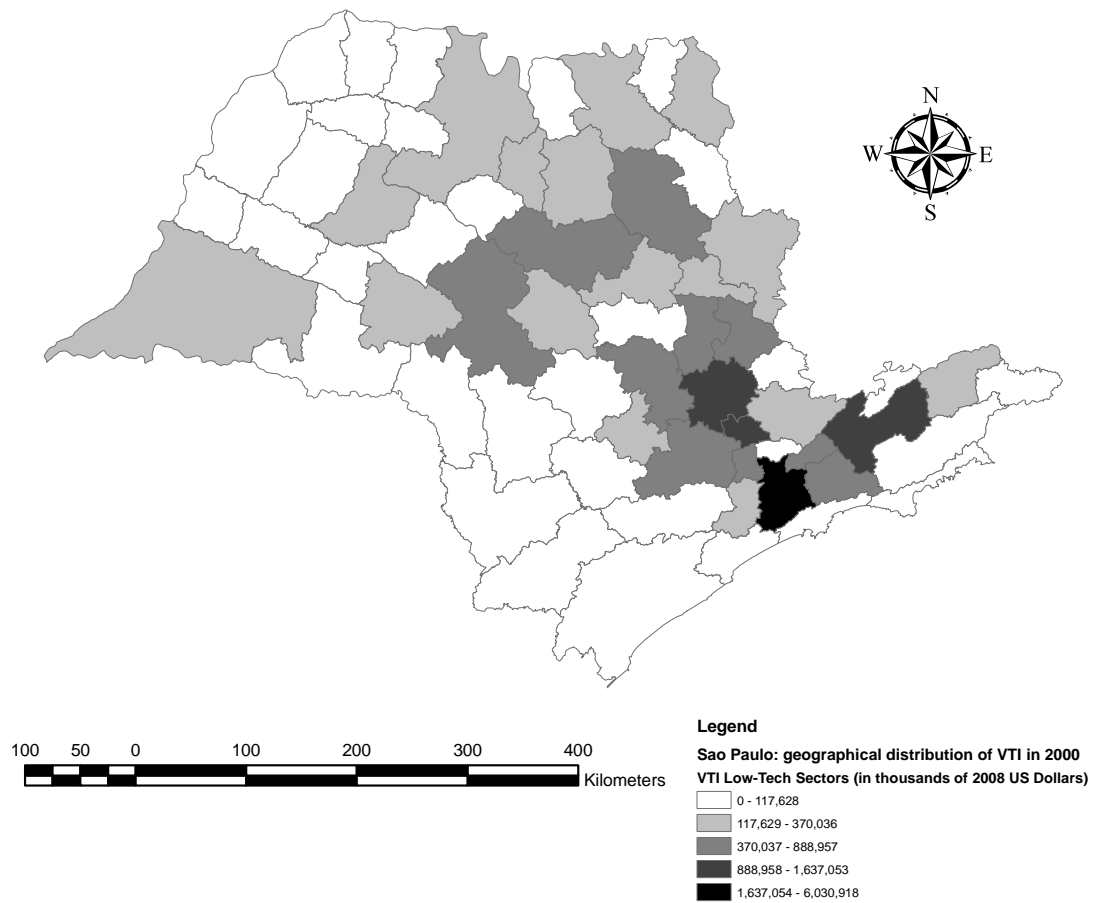 N
W E
S
100 50 0 100 200 300 400
Kilometers
Legend
Sao Paulo: geographical distribution of VTI in 2000
VTI Low-Tech Sectors (in thousands of 2008 US Dollars)
0 - 117,628
117,629 - 370,036
370,037 - 888,957
888,958 - 1,637,053
1,637,054 - 6,030,918